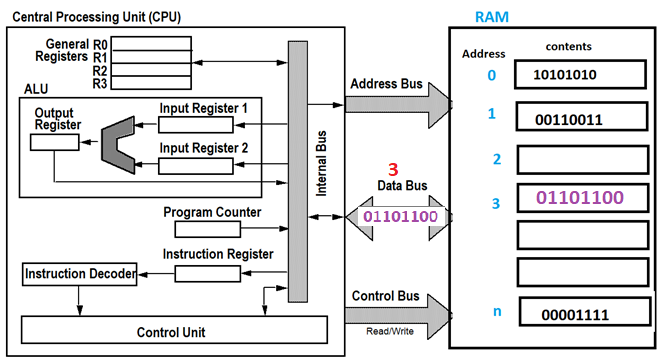 Central Processing Unit (CPU)
General
Registers
R0
R1
R2
R3
ALU
Output
Register
Input Register 1
Input Register 2
Program Counter
Instruction Register
Instruction Decoder
Control Unit
Internal Bus
Address Bus
3
Data Bus
01101100
Control Bus
Read/Write
RAM
Address
contents
0
10101010
1
00110011
2
3
01101100
n
00001111